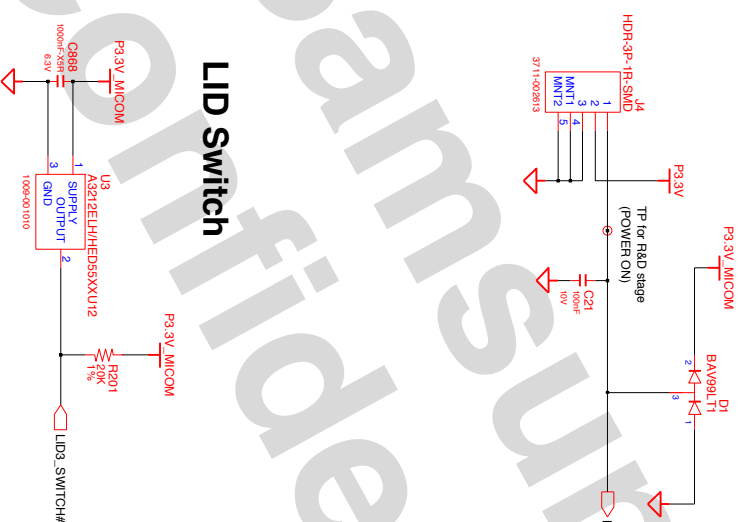 LID Switch
HDR-3P-1R-SMD
J4
1
2
3
MNT1
MNT2
4
5
3711-002613
P3.3V
TP for R&D stage
(POWER ON)
C21
100nF
10V
P3.3V_MICOM
BAV99LT1
D1
2
3
1
P3.3V_MICOM
C868
1000nF-X5R
6.3V
U3
A3212ELH/HED55XXU12
1
SUPPLY
OUTPUT
GND
3
2
1009-001010
P3.3V_MICOM
R201
20K
1%
LID3_SWITCH#